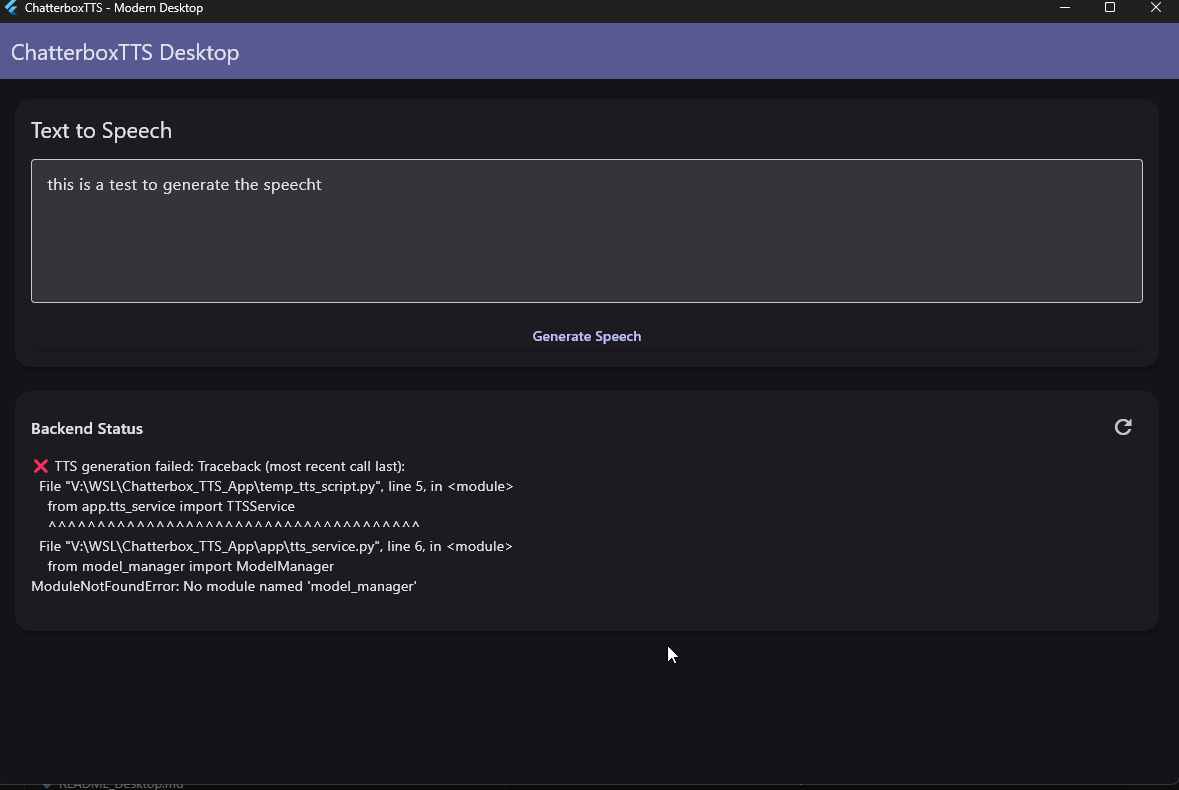 ChatterboxTTS - Modern Desktop
ChatterboxTTS Desktop
Text to Speech
this is a test to generate the speecht
Generate Speech
Backend Status
❌ TTS generation failed: Traceback (most recent call last):
File "V:\WSL\Chatterbox_TTS_App\temp_tts_script.py", line 5, in <module>
from app.tts_service import TTSService
^^^^^^^^^^^^^^^^^^^^^^^^^^^^^^^^^^^^^^
File "V:\WSL\Chatterbox_TTS_App\app\tts_service.py", line 6, in <module>
from model_manager import ModelManager
ModuleNotFoundError: No module named 'model_manager'
README_Desktop.md